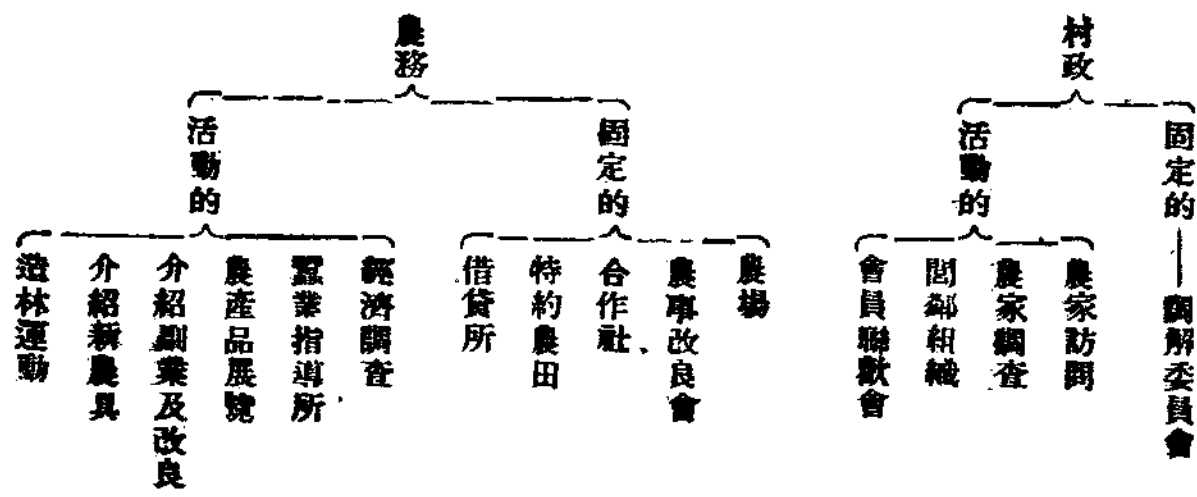 村政
固定的
調解委員會
活動的
農家訪問
農家調查
閭鄰組織
會員聯歡會
農務
固定的
農場
農事改良會
合作社
特約農田
借貸所
活動的
經濟調查
蠶業指導所
農產品展覽
介紹副業及改良
介紹新農具
造林運動